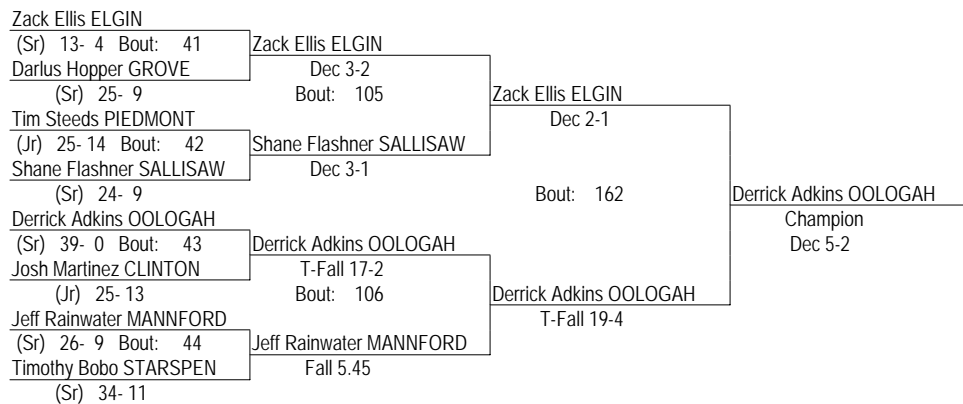 Zack Ellis ELGIN
(Sr) 13- 4 Bout: 41
Darlus Hopper GROVE
(Sr) 25- 9
Tim Steeds PIEDMONT
(Jr) 25- 14 Bout: 42
Shane Flashner SALLISAW
(Sr) 24- 9
Derrick Adkins OOLOGAH
(Sr) 39- 0 Bout: 43
Josh Martinez CLINTON
(Jr) 25- 13
Jeff Rainwater MANNFORD
(Sr) 26- 9 Bout: 44
Timothy Bobo STARSPEN
(Sr) 34- 11
Zack Ellis ELGIN
Dec 3-2
Bout: 105
Shane Flashner SALLISAW
Dec 3-1
Derrick Adkins OOLOGAH
T-Fall 17-2
Bout: 106
Jeff Rainwater MANNFORD
Fall 5.45
Zack Ellis ELGIN
Dec 2-1
Bout: 162
Derrick Adkins OOLOGAH
T-Fall 19-4
Derrick Adkins OOLOGAH
Champion
Dec 5-2